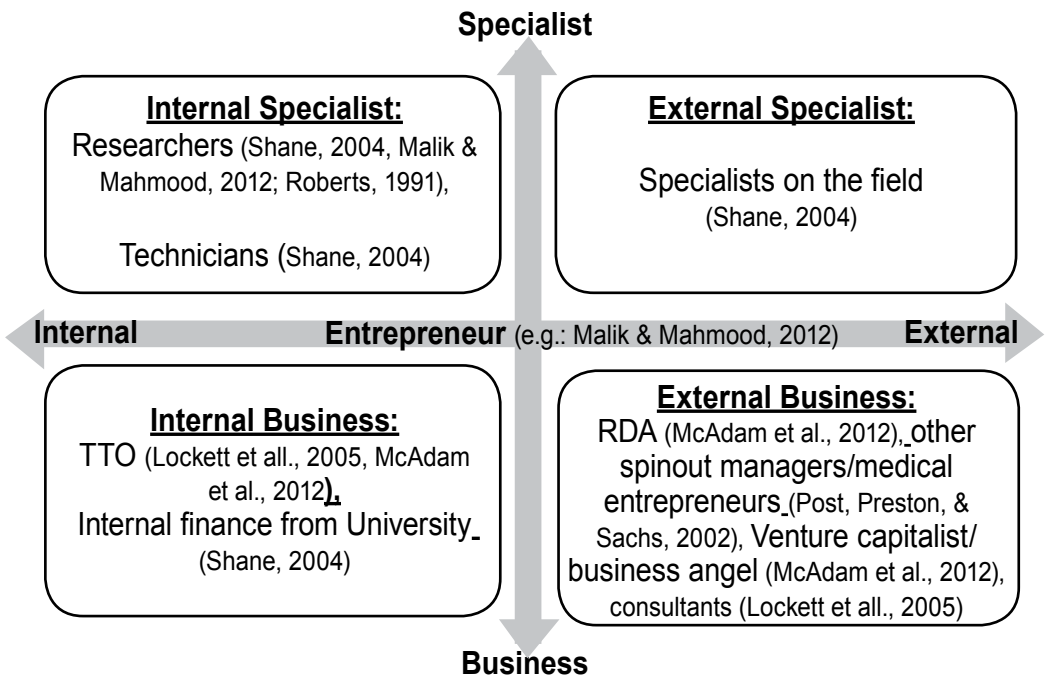 Specialist
Internal Specialist:
Researchers (Shane, 2004, Malik &
Mahmood, 2012; Roberts, 1991),
Technicians (Shane, 2004)
External Specialist:
Specialists on the field
(Shane, 2004)
Internal
Entrepreneur (e.g.: Malik & Mahmood, 2012)
External
Internal Business:
TTO (Lockett et all., 2005, McAdam
et al., 2012),
Internal finance from University
(Shane, 2004)
External Business:
RDA (McAdam et al., 2012), other
spinout managers/medical
entrepreneurs (Post, Preston, &
Sachs, 2002), Venture capitalist/
business angel (McAdam et al., 2012),
consultants (Lockett et all., 2005)
Business